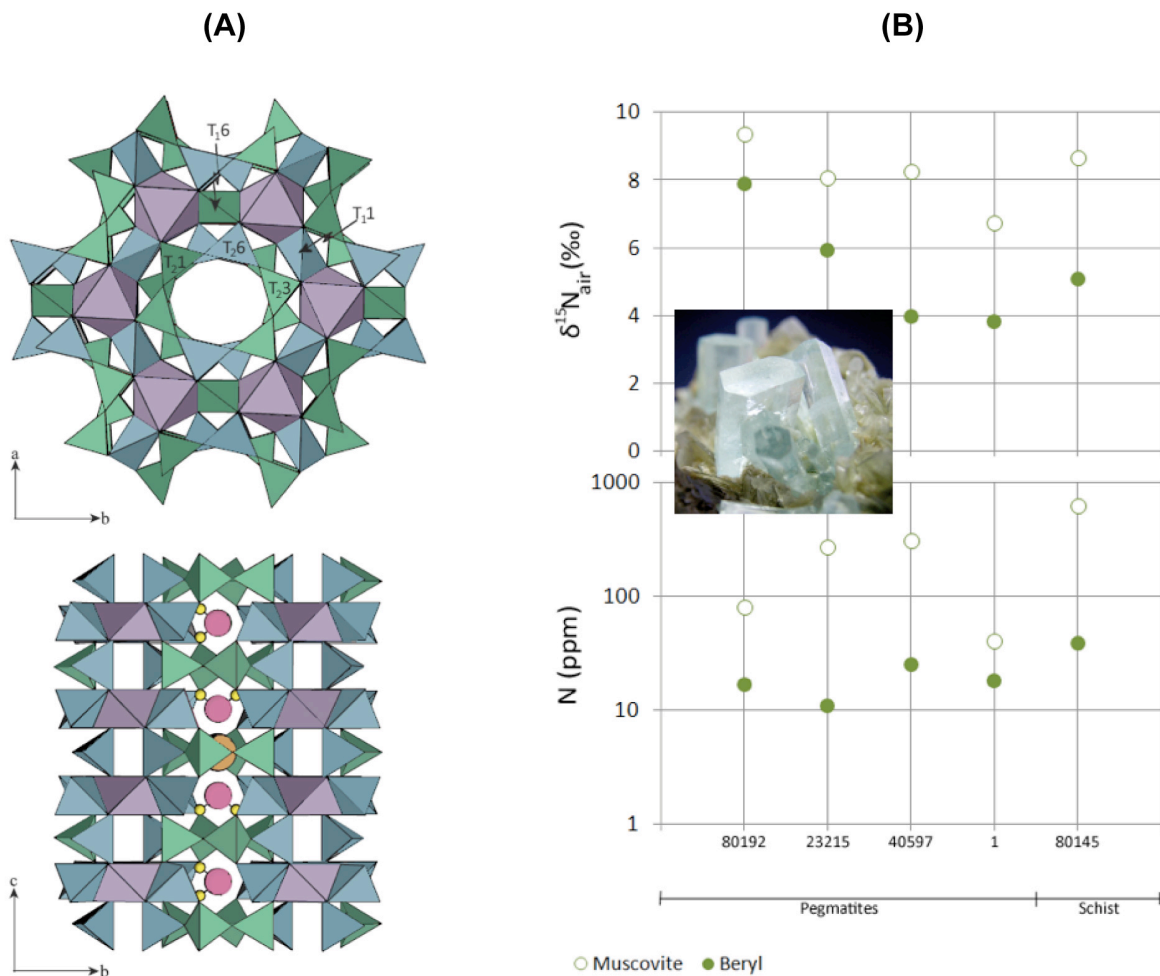 (A)
(B)
T₁6
T₁1
T₂6
T₂1
T₂3
a
b
c
b
10
8
6
4
2
0
δ¹⁵N_air (‰)
1000
100
10
1
N (ppm)
80192 23215 40597 1 80145
Pegmatites Schist
Muscovite Beryl